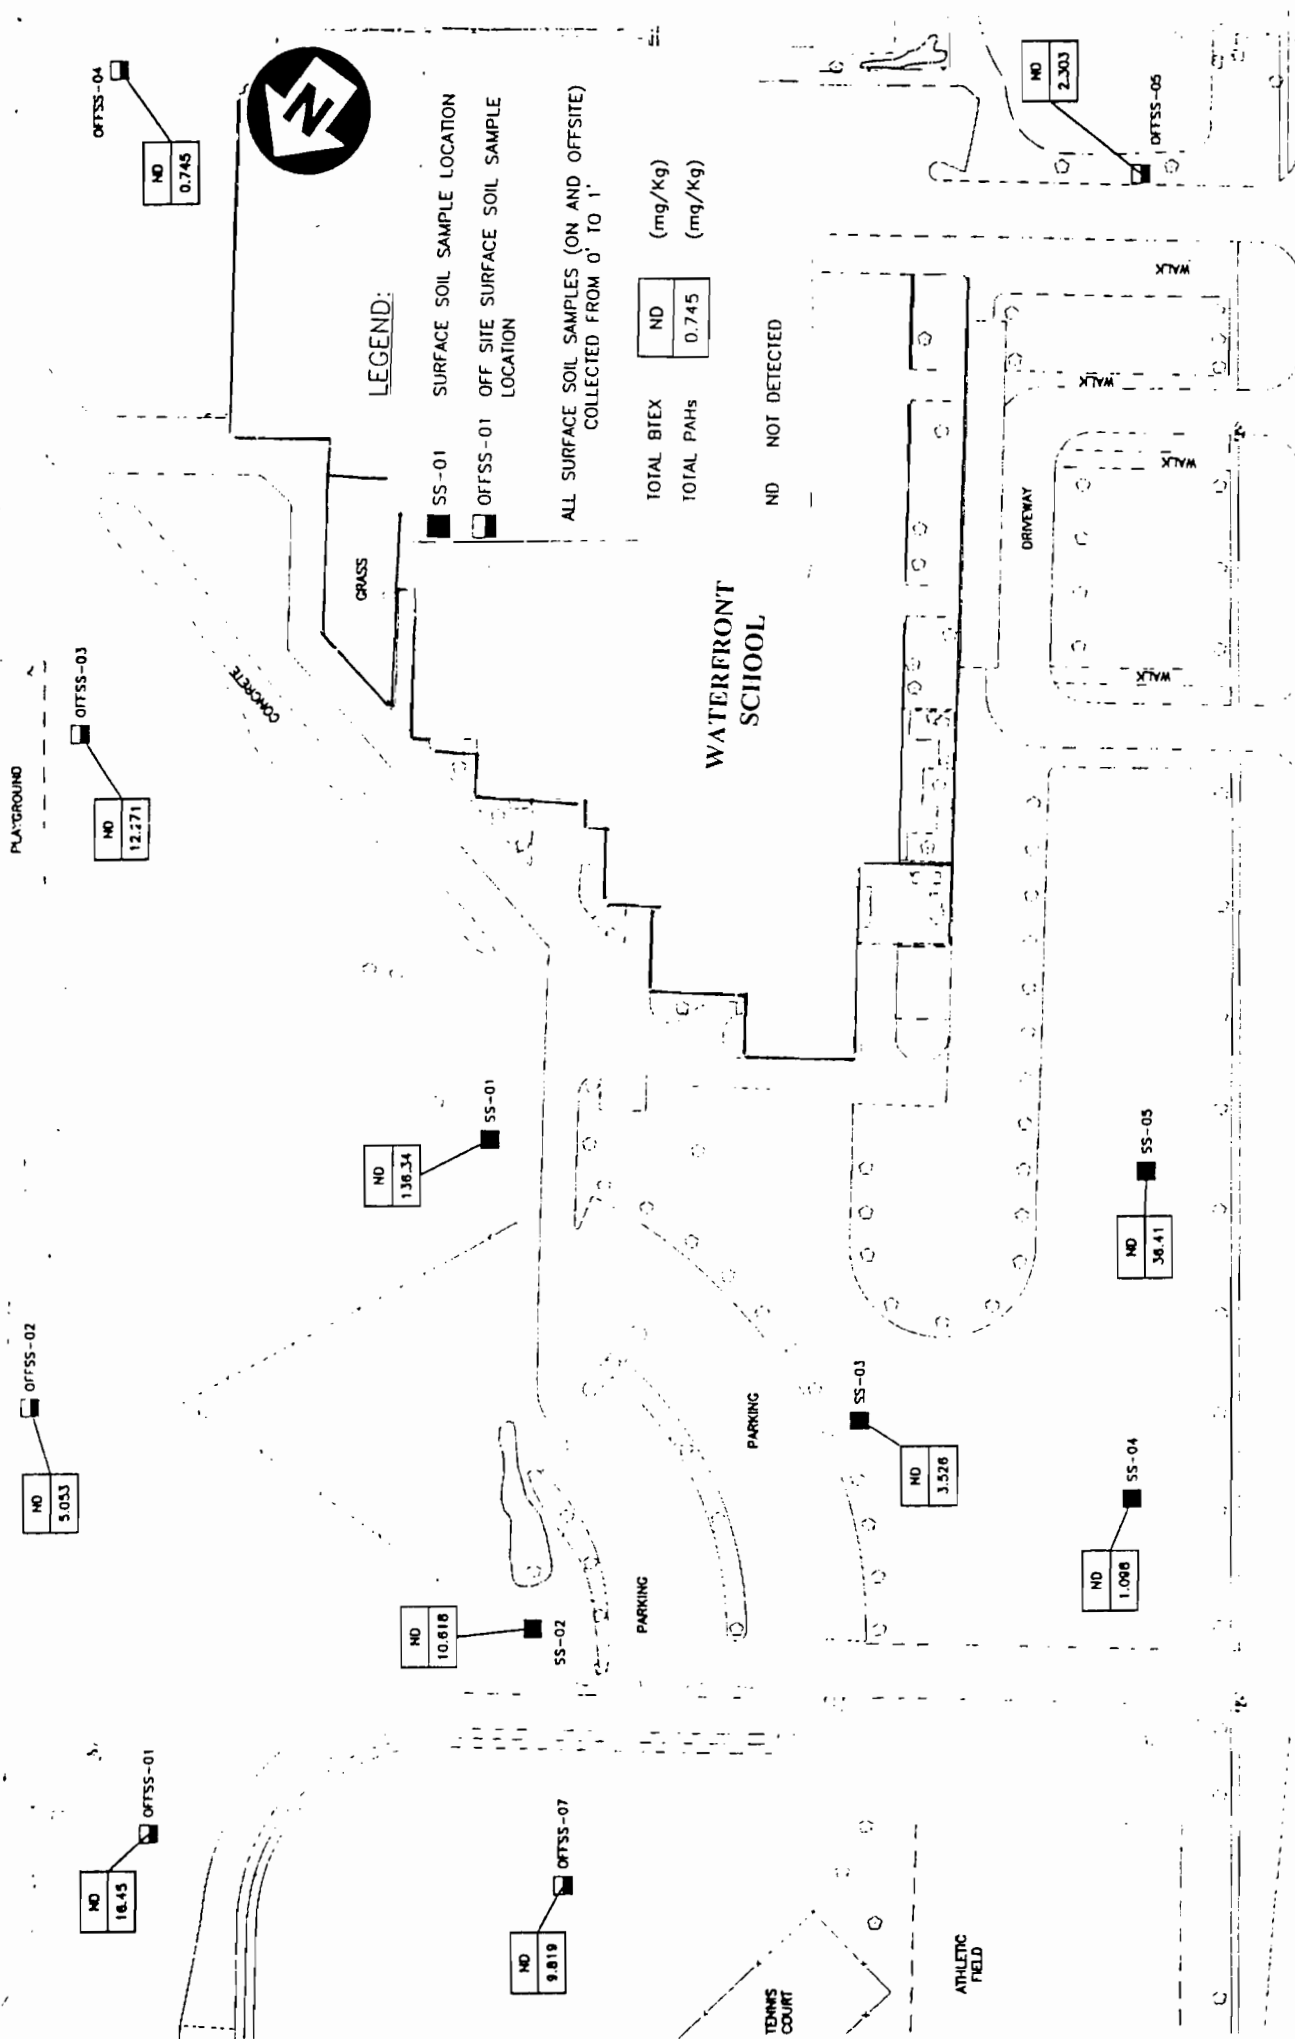 OFFSS-04
ND
0.745
N
LEGEND:
SS-01 SURFACE SOIL SAMPLE LOCATION
OFFSS-01 OFF SITE SURFACE SOIL SAMPLE
LOCATION
ALL SURFACE SOIL SAMPLES (ON AND OFFSITE)
COLLECTED FROM 0' TO 1'
TOTAL BTEX ND (mg/Kg)
TOTAL PAHs 0.745 (mg/Kg)
ND NOT DETECTED
ND
2.303
OFFSS-05
PLAYGROUND
OFFSS-03
ND
12.271
CONCRETE
GRASS
WATERFRONT
SCHOOL
DRIVEWAY
WALK
WALK
WALK
WALK
OFFSS-02
ND
5.053
SS-01
ND
136.34
SS-02
ND
10.618
PARKING
PARKING
SS-03
ND
3.526
SS-04
ND
1.098
SS-05
ND
36.41
OFFSS-01
ND
16.45
OFFSS-07
ND
9.819
TENNIS
COURT
ATHLETIC
FIELD